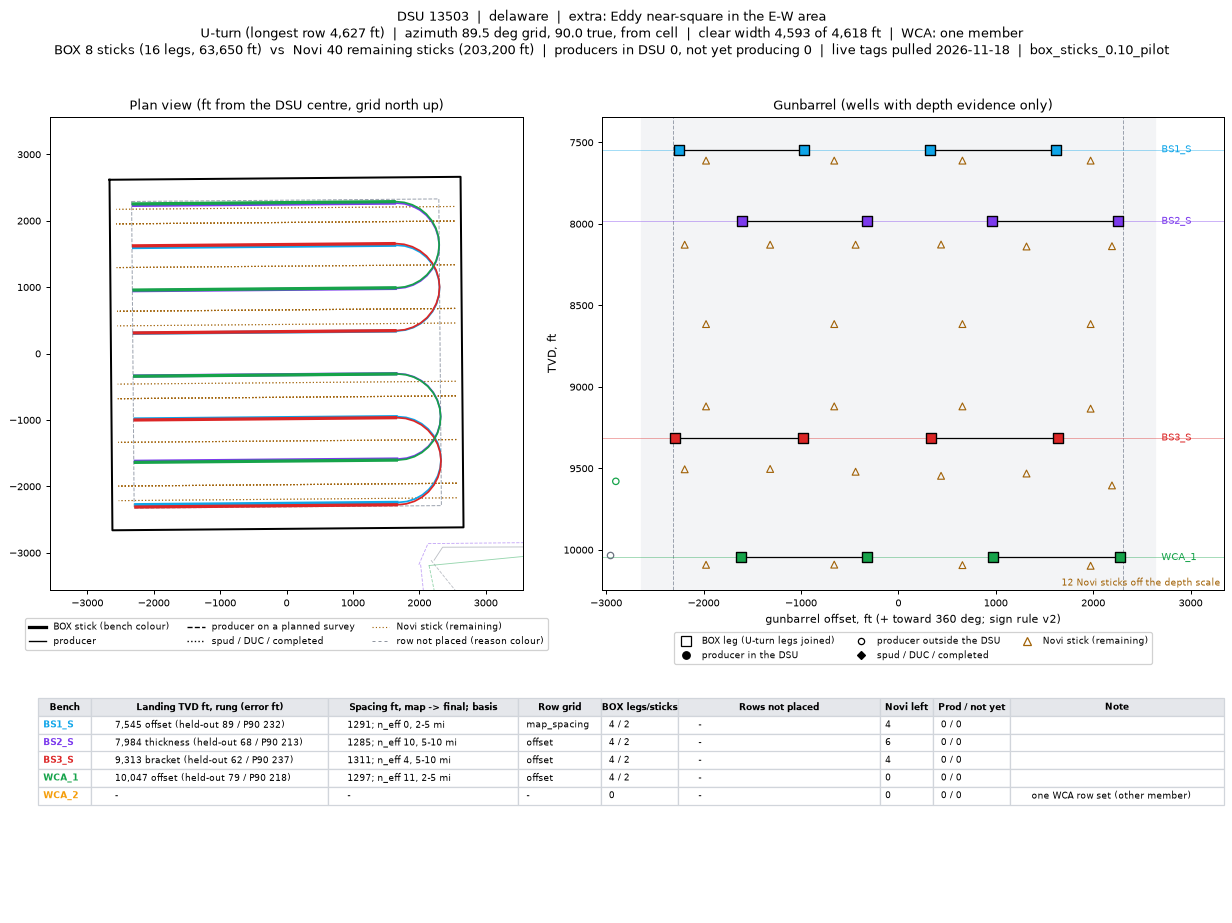 DSU 13503 | delaware | extra: Eddy near-square in the E-W area
U-turn (longest row 4,627 ft) | azimuth 89.5 deg grid, 90.0 true, from cell | clear width 4,593 of 4,618 ft | WCA: one member
BOX 8 sticks (16 legs, 63,650 ft) vs Novi 40 remaining sticks (203,200 ft) | producers in DSU 0, not yet producing 0 | live tags pulled 2026-11-18 | box_sticks_0.10_pilot
Plan view (ft from the DSU centre, grid north up)
3000
2000
1000
0
−1000
−2000
−3000
−3000 −2000 −1000 0 1000 2000 3000
BOX stick (bench colour)
producer
producer on a planned survey
spud / DUC / completed
Novi stick (remaining)
row not placed (reason colour)
Gunbarrel (wells with depth evidence only)
TVD, ft
7500
8000
8500
9000
9500
10000
BS1_S
BS2_S
BS3_S
WCA_1
12 Novi sticks off the depth scale
−3000 −2000 −1000 0 1000 2000 3000
gunbarrel offset, ft (+ toward 360 deg; sign rule v2)
BOX leg (U-turn legs joined)
producer in the DSU
producer outside the DSU
spud / DUC / completed
Novi stick (remaining)
Bench Landing TVD ft, rung (error ft) Spacing ft, map -> final; basis Row grid BOX legs/sticks Rows not placed Novi left Prod / not yet Note
BS1_S 7,545 offset (held-out 89 / P90 232) 1291; n_eff 0, 2-5 mi map_spacing 4 / 2 - 4 0 / 0
BS2_S 7,984 thickness (held-out 68 / P90 213) 1285; n_eff 10, 5-10 mi offset 4 / 2 - 6 0 / 0
BS3_S 9,313 bracket (held-out 62 / P90 237) 1311; n_eff 4, 5-10 mi offset 4 / 2 - 4 0 / 0
WCA_1 10,047 offset (held-out 79 / P90 218) 1297; n_eff 11, 2-5 mi offset 4 / 2 - 0 0 / 0
WCA_2 - - - 0 - 0 0 / 0 one WCA row set (other member)